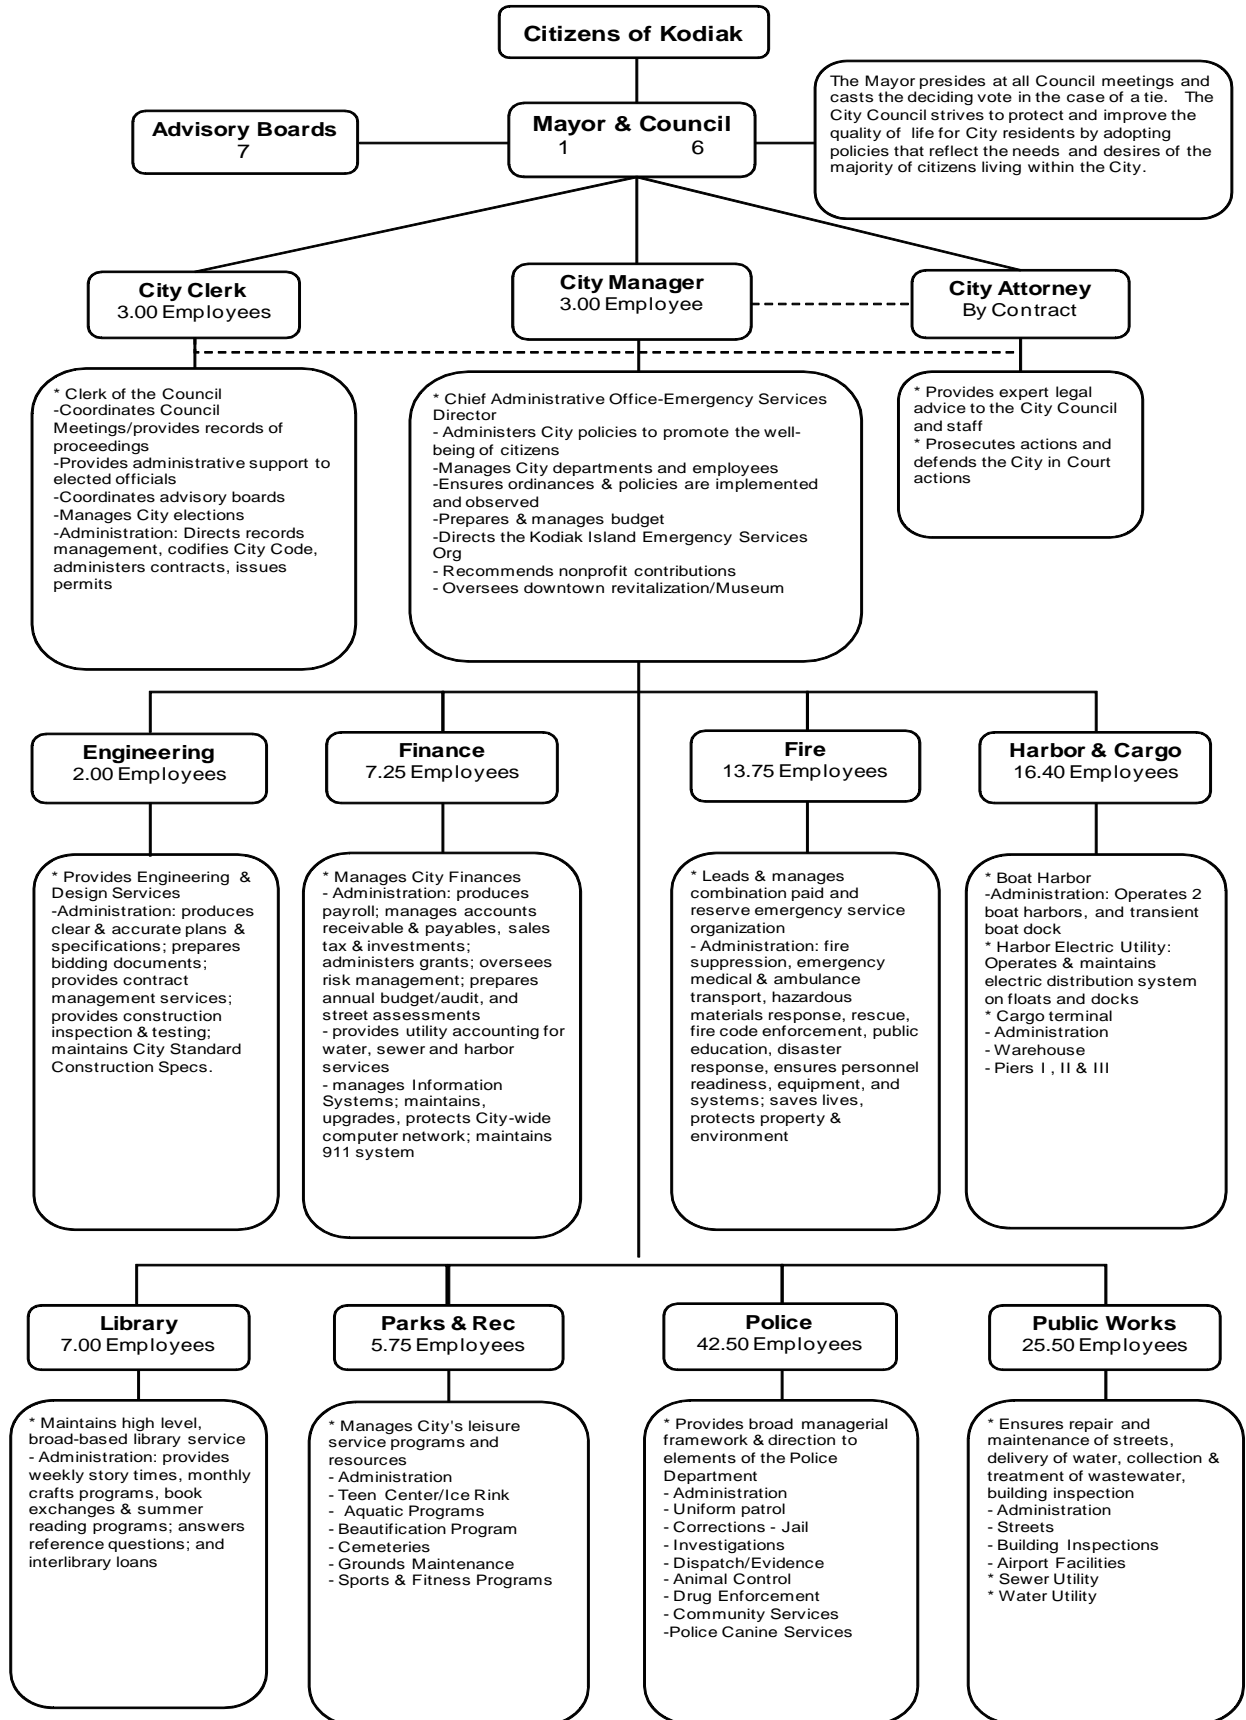 Citizens of Kodiak
The Mayor presides at all Council meetings and
casts the deciding vote in the case of a tie. The
City Council strives to protect and improve the
quality of life for City residents by adopting
policies that reflect the needs and desires of the
majority of citizens living within the City.
Advisory Boards
7
Mayor & Council
1 6
City Clerk
3.00 Employees
City Manager
3.00 Employee
City Attorney
By Contract
* Clerk of the Council
-Coordinates Council
Meetings/provides records of
proceedings
-Provides administrative support to
elected officials
-Coordinates advisory boards
-Manages City elections
-Administration: Directs records
management, codifies City Code,
administers contracts, issues
permits
* Chief Administrative Office-Emergency Services
Director
- Administers City policies to promote the well-
being of citizens
-Manages City departments and employees
-Ensures ordinances & policies are implemented
and observed
-Prepares & manages budget
-Directs the Kodiak Island Emergency Services
Org
- Recommends nonprofit contributions
- Oversees downtown revitalization/Museum
* Provides expert legal
advice to the City Council
and staff
* Prosecutes actions and
defends the City in Court
actions
Engineering
2.00 Employees
Finance
7.25 Employees
Fire
13.75 Employees
Harbor & Cargo
16.40 Employees
* Provides Engineering &
Design Services
-Administration: produces
clear & accurate plans &
specifications; prepares
bidding documents;
provides contract
management services;
provides construction
inspection & testing;
maintains City Standard
Construction Specs.
* Manages City Finances
- Administration: produces
payroll; manages accounts
receivable & payables, sales
tax & investments;
administers grants; oversees
risk management; prepares
annual budget/audit, and
street assessments
- provides utility accounting for
water, sewer and harbor
services
- manages Information
Systems; maintains,
upgrades, protects City-wide
computer network; maintains
911 system
* Leads & manages
combination paid and
reserve emergency service
organization
- Administration: fire
suppression, emergency
medical & ambulance
transport, hazardous
materials response, rescue,
fire code enforcement, public
education, disaster
response, ensures personnel
readiness, equipment, and
systems; saves lives,
protects property &
environment
* Boat Harbor
-Administration: Operates 2
boat harbors, and transient
boat dock
* Harbor Electric Utility:
Operates & maintains
electric distribution system
on floats and docks
* Cargo terminal
- Administration
- Warehouse
- Piers I , II & III
Library
7.00 Employees
Parks & Rec
5.75 Employees
Police
42.50 Employees
Public Works
25.50 Employees
* Maintains high level,
broad-based library service
- Administration: provides
weekly story times, monthly
crafts programs, book
exchanges & summer
reading programs; answers
reference questions; and
interlibrary loans
* Manages City's leisure
service programs and
resources
- Administration
- Teen Center/Ice Rink
- Aquatic Programs
- Beautification Program
- Cemeteries
- Grounds Maintenance
- Sports & Fitness Programs
* Provides broad managerial
framework & direction to
elements of the Police
Department
- Administration
- Uniform patrol
- Corrections - Jail
- Investigations
- Dispatch/Evidence
- Animal Control
- Drug Enforcement
- Community Services
-Police Canine Services
* Ensures repair and
maintenance of streets,
delivery of water, collection &
treatment of wastewater,
building inspection
- Administration
- Streets
- Building Inspections
- Airport Facilities
* Sewer Utility
* Water Utility